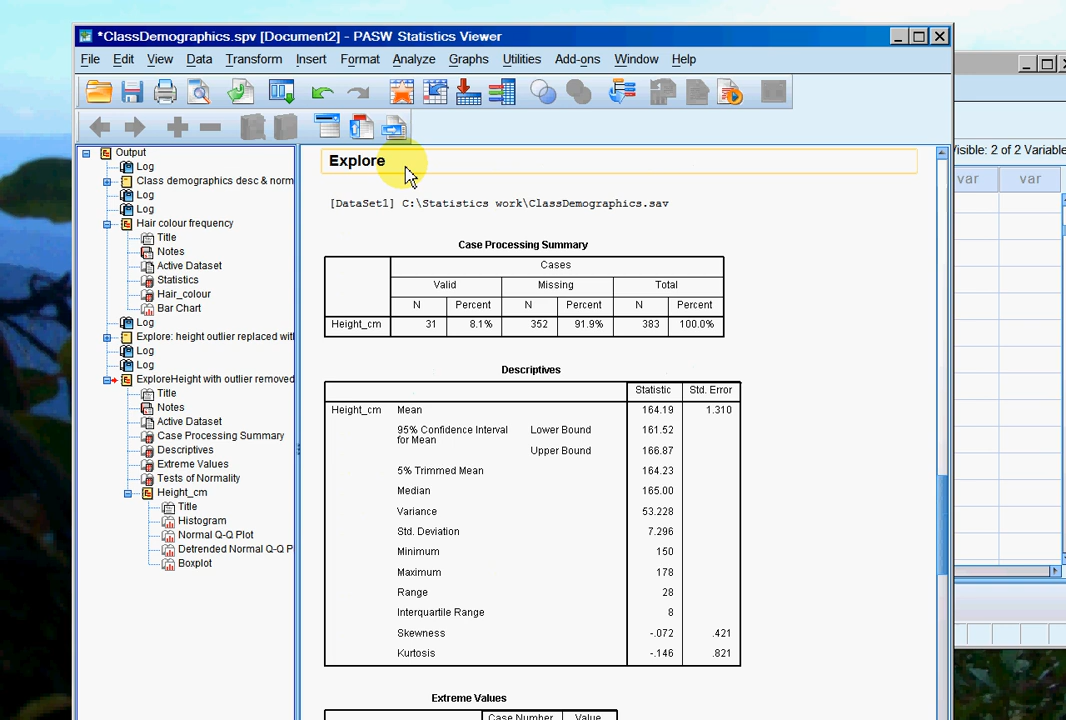 *ClassDemographics.spv [Document2] - PASW Statistics Viewer
File Edit View Data Transform Insert Format Analyze Graphs Utilities Add-ons Window Help
Output
Log
Class demographics desc & norm
Log
Log
Hair colour frequency
Title
Notes
Active Dataset
Statistics
Hair_colour
Bar Chart
Log
Explore: height outlier replaced wit
Log
Log
ExploreHeight with outlier removed
Title
Notes
Active Dataset
Case Processing Summary
Descriptives
Extreme Values
Tests of Normality
Height_cm
Title
Histogram
Normal Q-Q Plot
Detrended Normal Q-Q P
Boxplot
Explore
[DataSet1] C:\Statistics work\ClassDemographics.sav
Case Processing Summary
Cases
Valid Missing Total
N Percent N Percent N Percent
Height_cm 31 8.1% 352 91.9% 383 100.0%
Descriptives
Statistic Std. Error
Height_cm Mean 164.19 1.310
95% Confidence Interval Lower Bound 161.52
for Mean
Upper Bound 166.87
5% Trimmed Mean 164.23
Median 165.00
Variance 53.228
Std. Deviation 7.296
Minimum 150
Maximum 178
Range 28
Interquartile Range 8
Skewness -.072 .421
Kurtosis -.146 .821
Extreme Values
Case Number Value
Visible: 2 of 2 Variable
var var